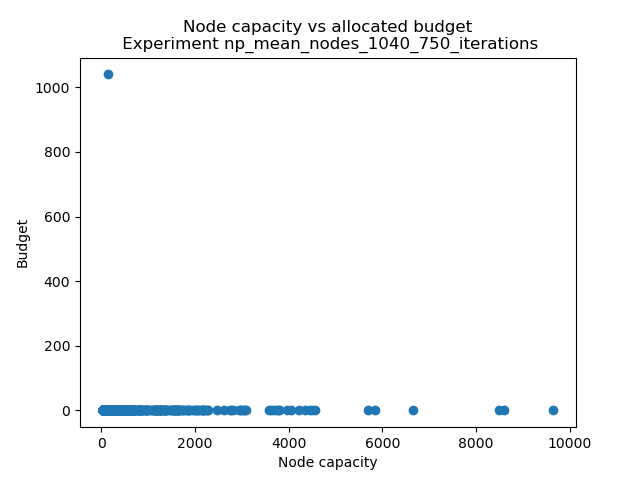 Node capacity vs allocated budget
Experiment np_mean_nodes_1040_750_iterations
1000
800
600
400
200
0
Budget
0 2000 4000 6000 8000 10000
Node capacity